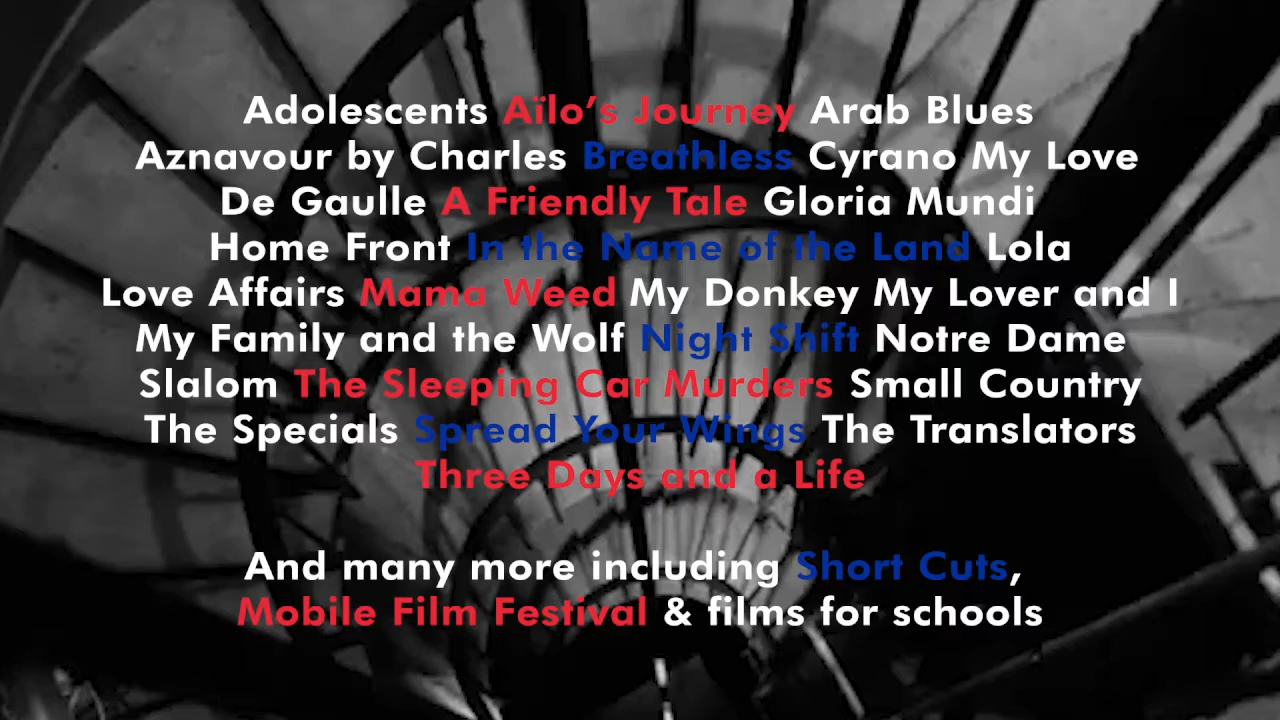 Adolescents Aïlo’s Journey Arab Blues
Aznavour by Charles Breathless Cyrano My Love
De Gaulle A Friendly Tale Gloria Mundi
Home Front In the Name of the Land Lola
Love Affairs Mama Weed My Donkey My Lover and I
My Family and the Wolf Night Shift Notre Dame
Slalom The Sleeping Car Murders Small Country
The Specials Spread Your Wings The Translators
Three Days and a Life
And many more including Short Cuts,
Mobile Film Festival & films for schools